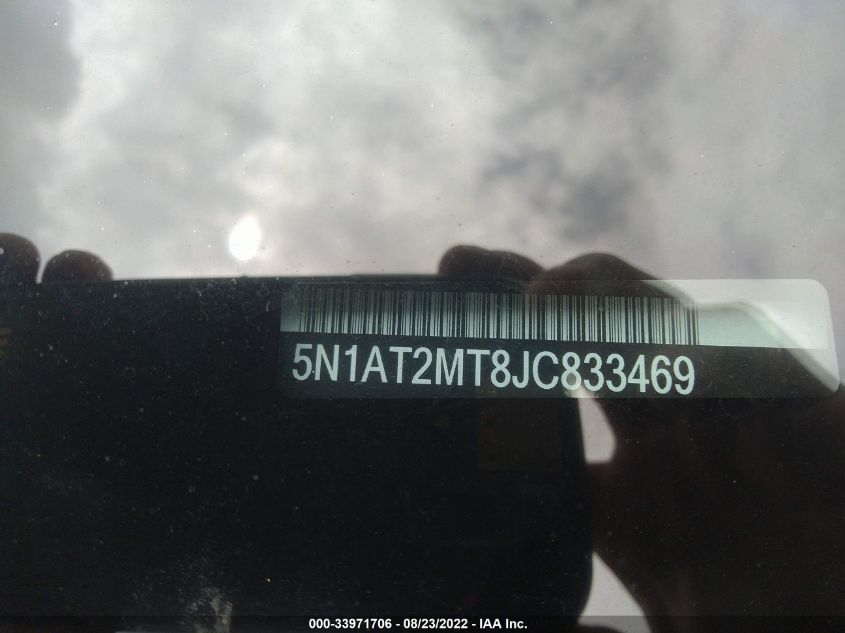 5N1AT2MT8JC833469
000-33971706 - 08/23/2022 - IAA Inc.